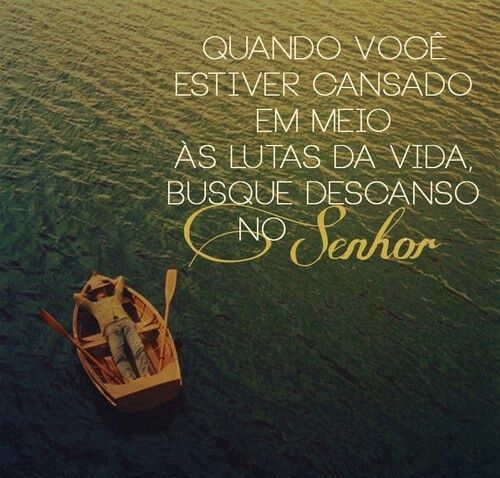 QUANDO VOCÊ
ESTIVER CANSADO
EM MEIO
ÀS LUTAS DA VIDA,
BUSQUE DESCANSO
NO Senhor